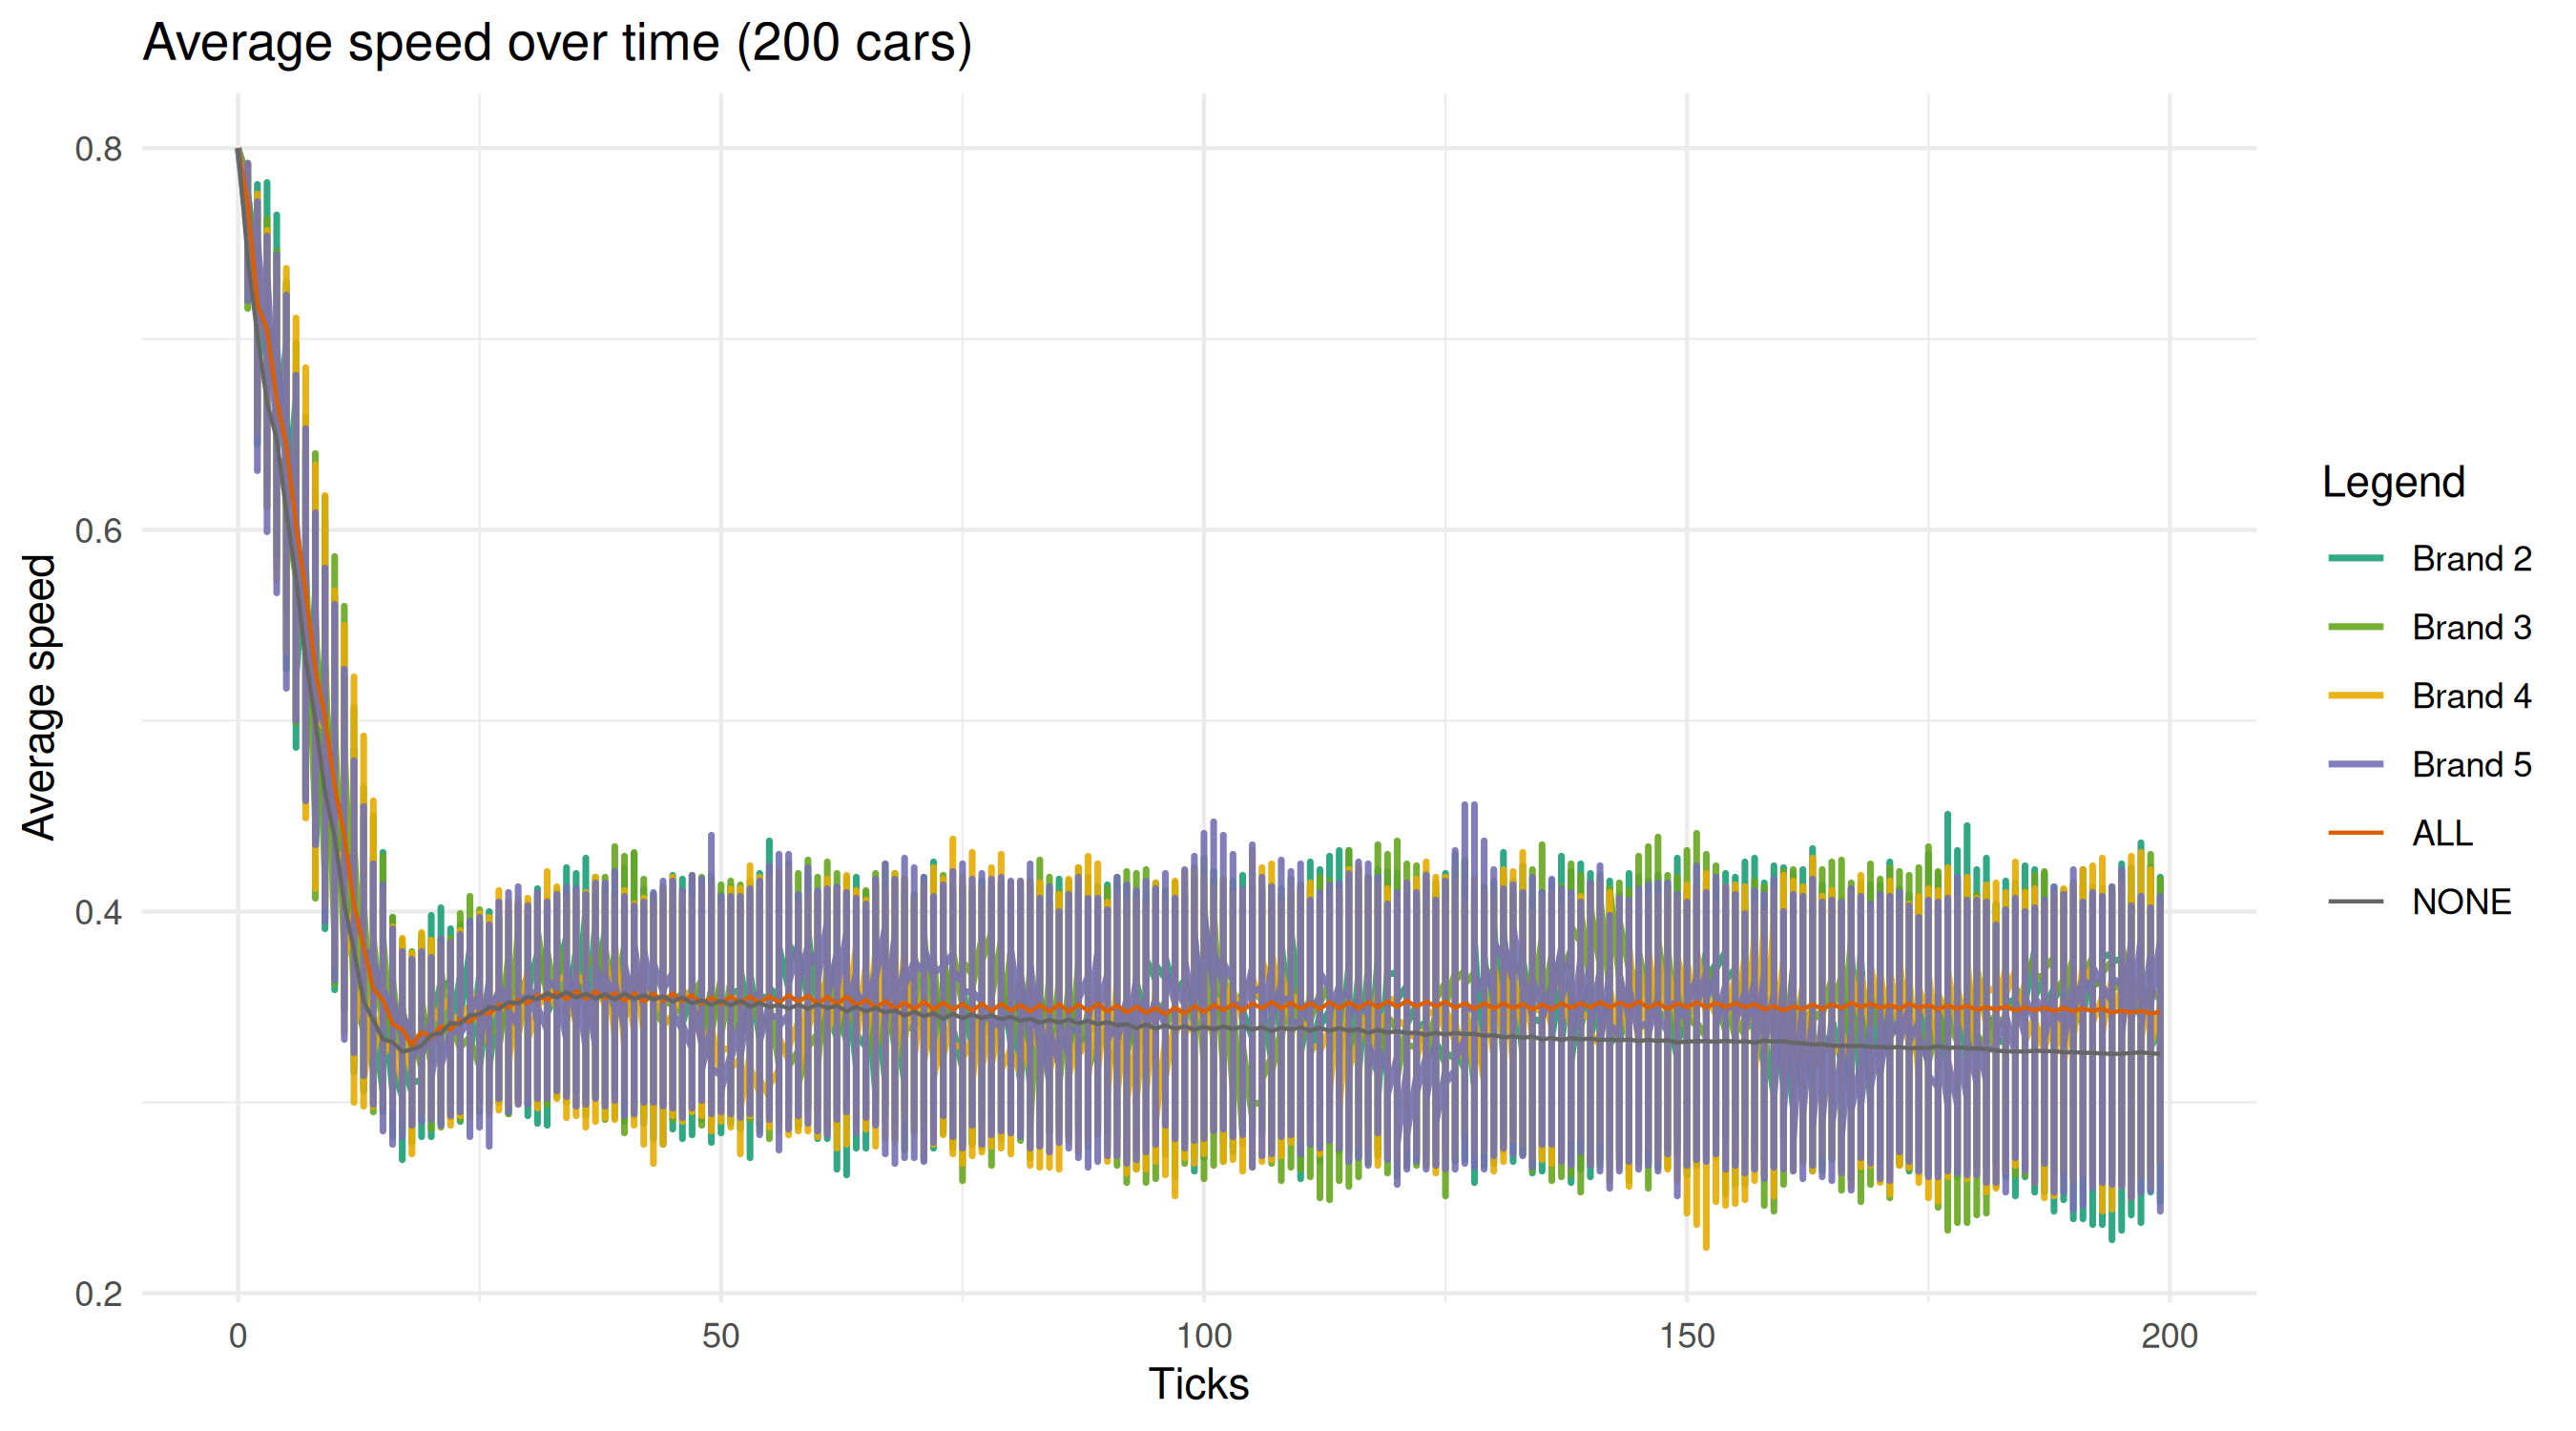 Average speed over time (200 cars)
Average speed
0.8
0.6
0.4
0.2
0
50
100
150
200
Ticks
Legend
Brand 2
Brand 3
Brand 4
Brand 5
ALL
NONE